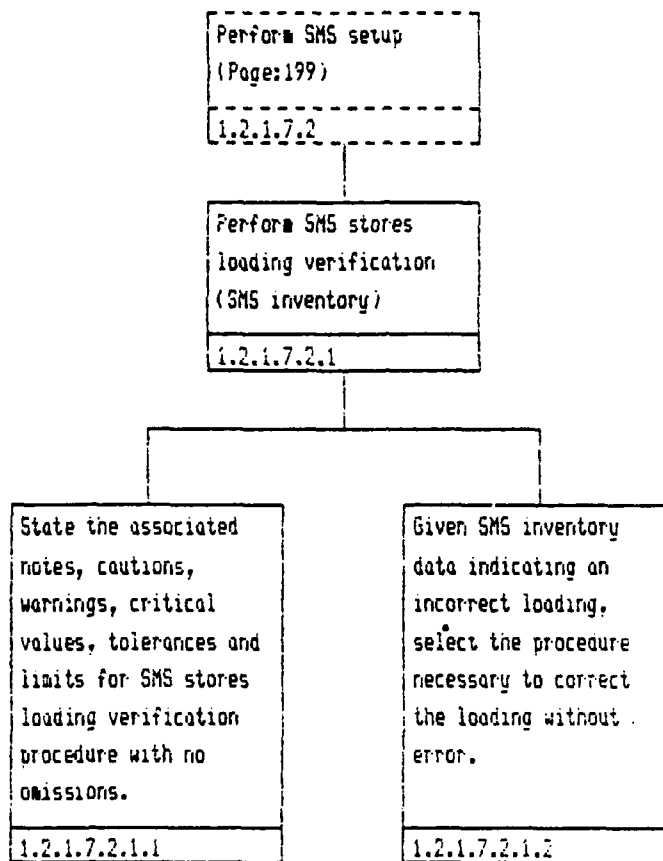 Perform SMS setup
(Page:199)
1.2.1.7.2
Perform SMS stores
loading verification
(SMS inventory)
1.2.1.7.2.1
State the associated
notes, cautions,
warnings, critical
values, tolerances and
limits for SMS stores
loading verification
procedure with no
omissions.
1.2.1.7.2.1.1
Given SMS inventory
data indicating an
incorrect loading,
select the procedure
necessary to correct
the loading without
error.
1.2.1.7.2.1.2